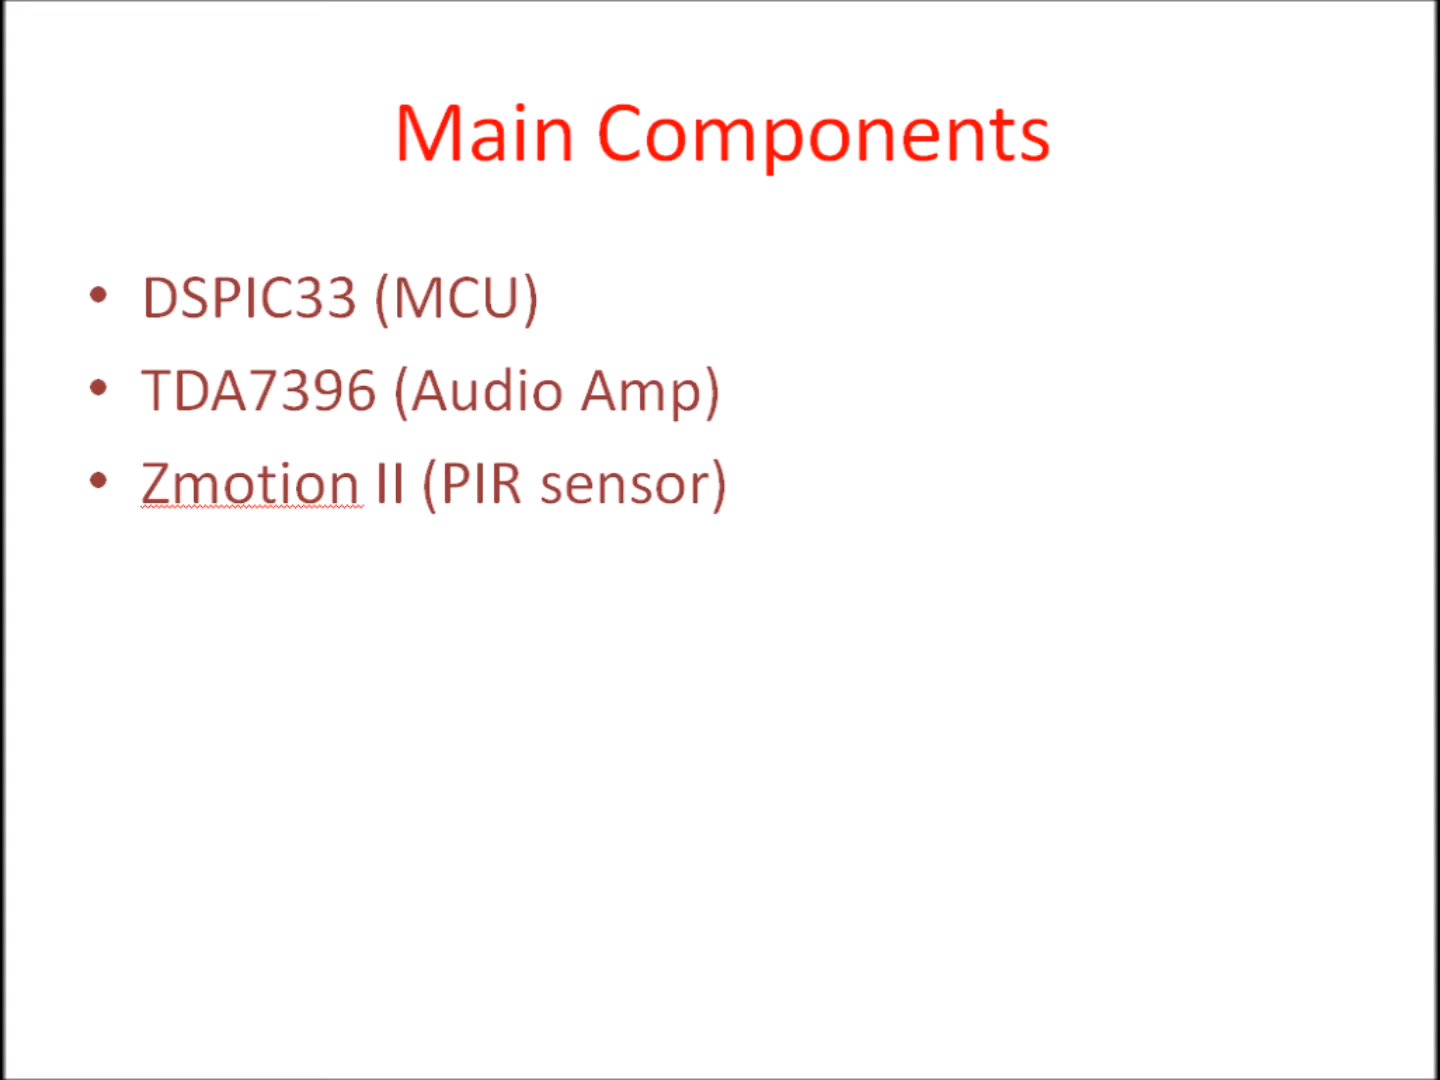 Main Components
• DSPIC33 (MCU)
• TDA7396 (Audio Amp)
• Zmotion II (PIR sensor)